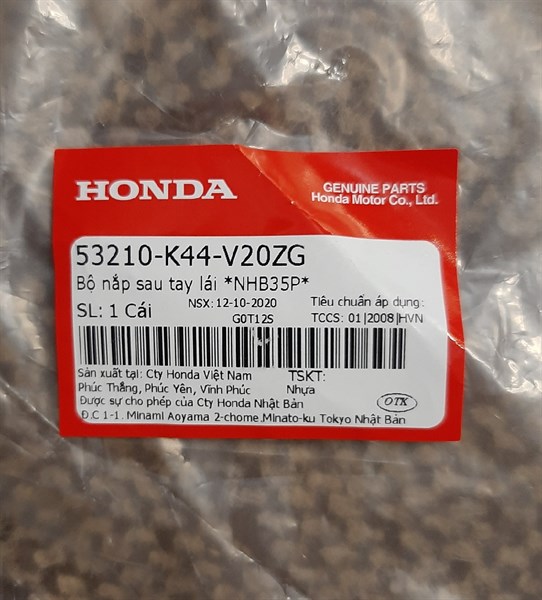 HONDA
GENUINE PARTS
Honda Motor Co., Ltd.
53210-K44-V20ZG
Bộ nắp sau tay lái *NHB35P*
SL: 1 Cái
NSX: 12-10-2020
G0T12S
Tiêu chuẩn áp dụng:
TCCS: 01|2008|HVN
Sản xuất tại: Cty Honda Việt Nam
Phúc Thắng, Phúc Yên, Vĩnh Phúc
TSKT:
Nhựa
Được sự cho phép của Cty Honda Nhật Bản
Đ.C 1-1. Minami Aoyama 2-chome.Minato-ku Tokyo Nhật Bản
OTK